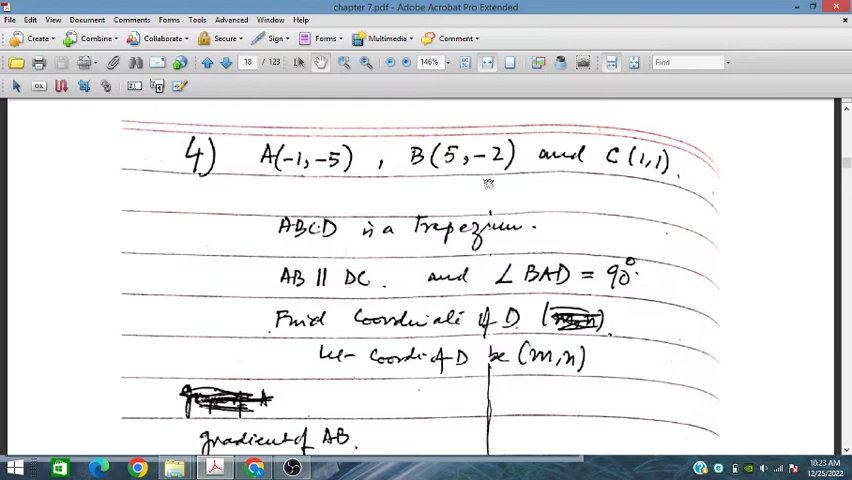 chapter 7.pdf - Adobe Acrobat Pro Extended
File Edit View Document Comments Forms Tools Advanced Window Help
Create Combine Collaborate Secure Sign Forms Multimedia Comment
18 / 123 146% Find
4) A(-1,-5) , B(5,-2) and C(1,1).
ABCD is a Trapezium.
AB || DC. and ∠BAD = 90°.
Find Coordinate of D
let coord of D be (m,n)
gradient of AB.
10:23 AM
12/25/2022